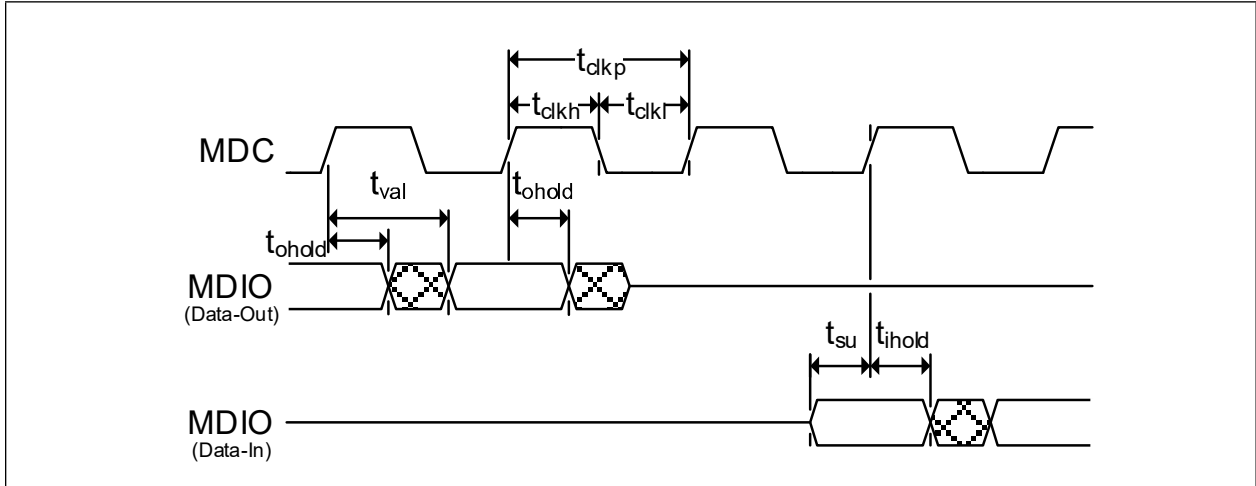 tclkp
tclkh tclkl
MDC
tval tohold
tohold
MDIO
(Data-Out)
tsu tihold
MDIO
(Data-In)